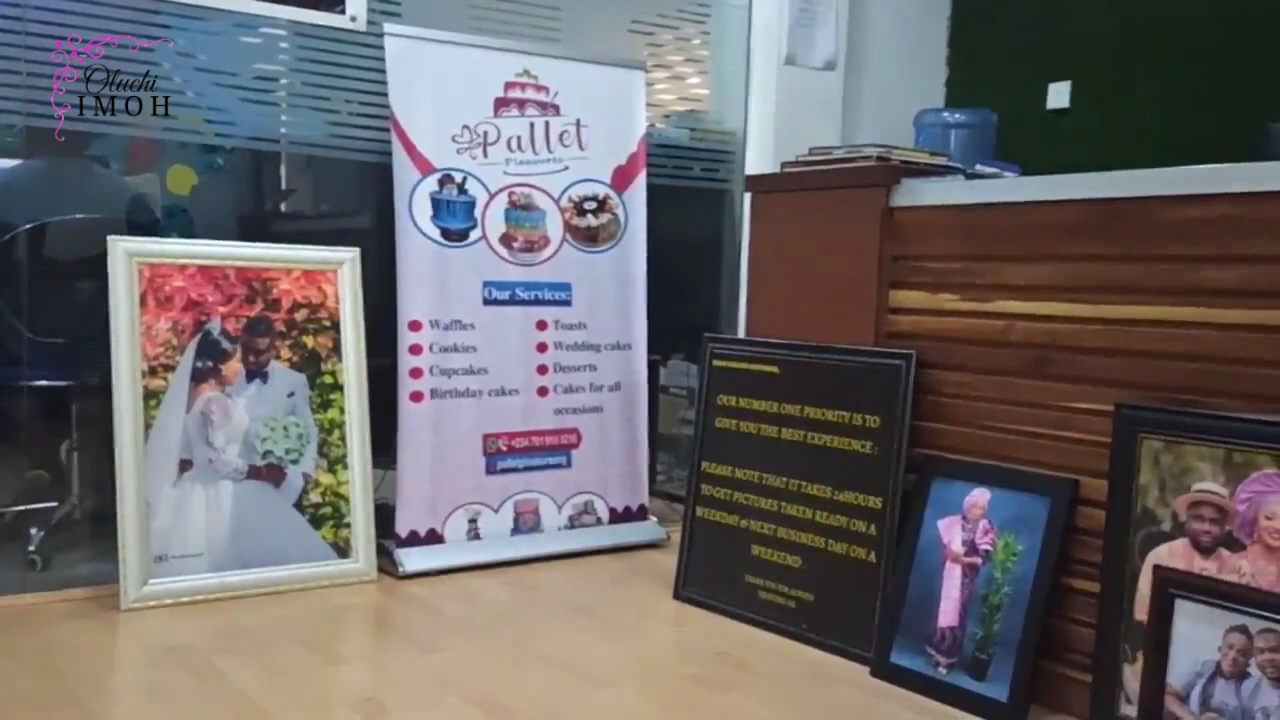 Oluchi
IMOH
Pallet
Pleasures
Our Services:
Waffles
Cookies
Cupcakes
Birthday cakes
Toasts
Wedding cakes
Desserts
Cakes for all
occasions
OUR NUMBER ONE PRIORITY IS TO
GIVE YOU THE BEST EXPERIENCE :
PLEASE NOTE THAT IT TAKES 24HOURS
TO GET PICTURES TAKEN READY ON A
WEEKDAY & NEXT BUSINESS DAY ON A
WEEKEND